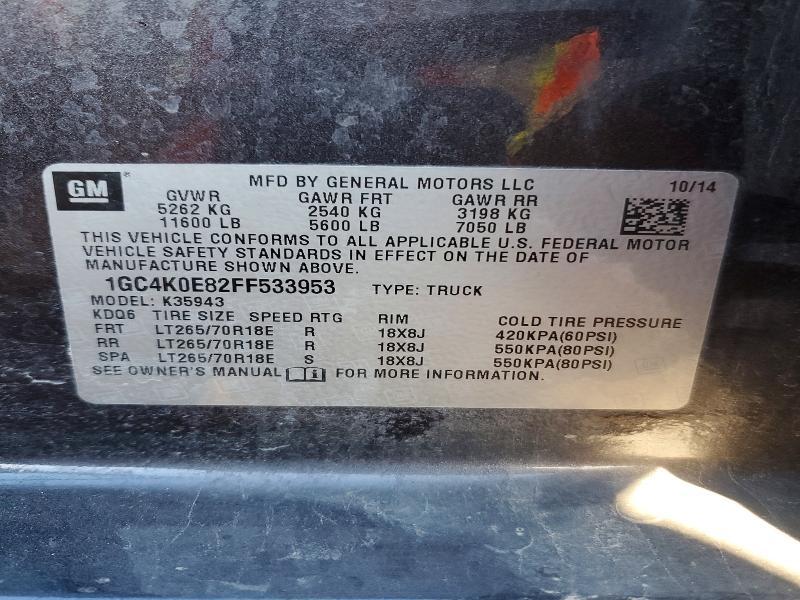 GM ®
MFD BY GENERAL MOTORS LLC 10/14
GVWR GAWR FRT GAWR RR
5262 KG 2540 KG 3198 KG
11600 LB 5600 LB 7050 LB
THIS VEHICLE CONFORMS TO ALL APPLICABLE U.S. FEDERAL MOTOR
VEHICLE SAFETY STANDARDS IN EFFECT ON THE DATE OF
MANUFACTURE SHOWN ABOVE.
1GC4K0E82FF533953 TYPE: TRUCK
MODEL: K35943
KDQ6 TIRE SIZE SPEED RTG RIM COLD TIRE PRESSURE
FRT LT265/70R18E R 18X8J 420KPA(60PSI)
RR LT265/70R18E R 18X8J 550KPA(80PSI)
SPA LT265/70R18E S 18X8J 550KPA(80PSI)
SEE OWNER'S MANUAL FOR MORE INFORMATION.